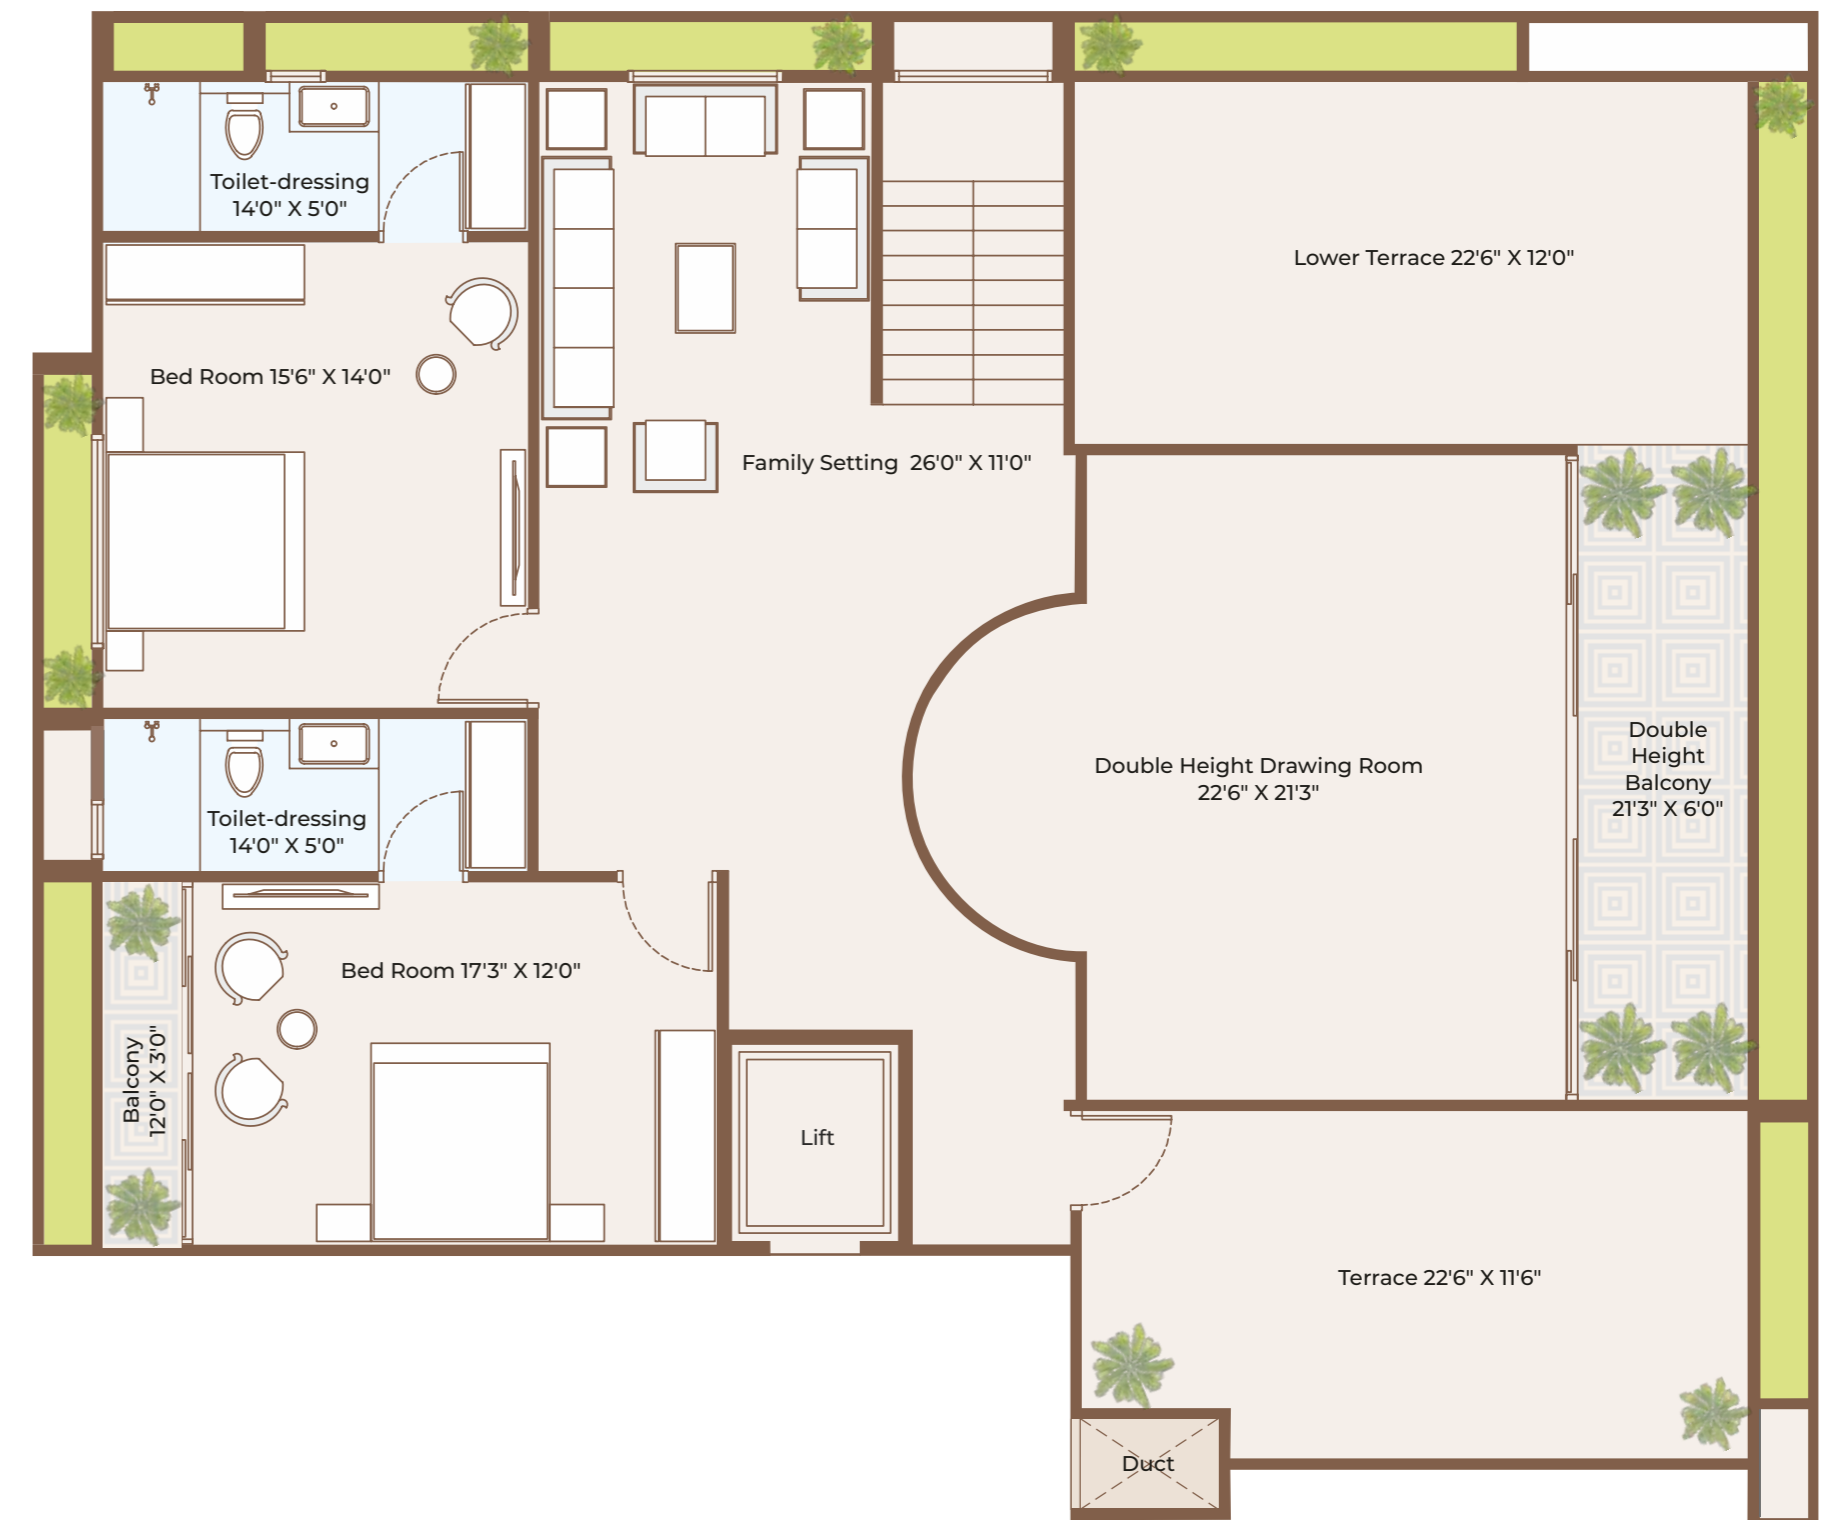 Toilet-dressing
14'0" X 5'0"
Lower Terrace 22'6" X 12'0"
Bed Room 15'6" X 14'0"
Family Setting  26'0" X 11'0"
Double Height Drawing Room
22'6" X 21'3"
Double
Height
Balcony
21'3" X 6'0"
Toilet-dressing
14'0" X 5'0"
Bed Room 17'3" X 12'0"
Balcony
12'0" X 3'0"
Lift
Terrace 22'6" X 11'6"
Duct